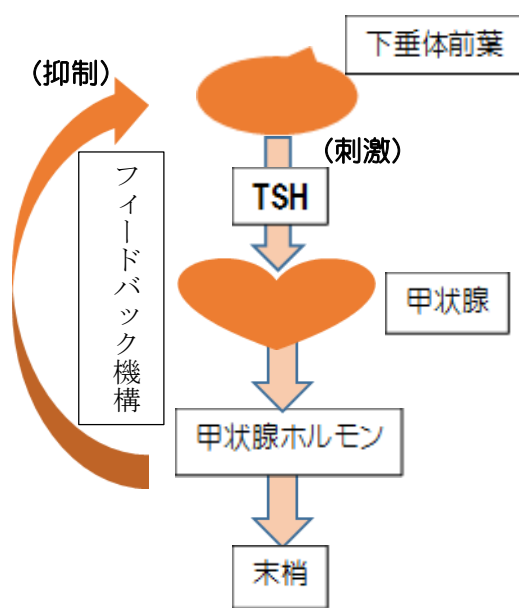 下垂体前葉
(抑制)
(刺激)
TSH
フィードバック機構
甲状腺
甲状腺ホルモン
末梢